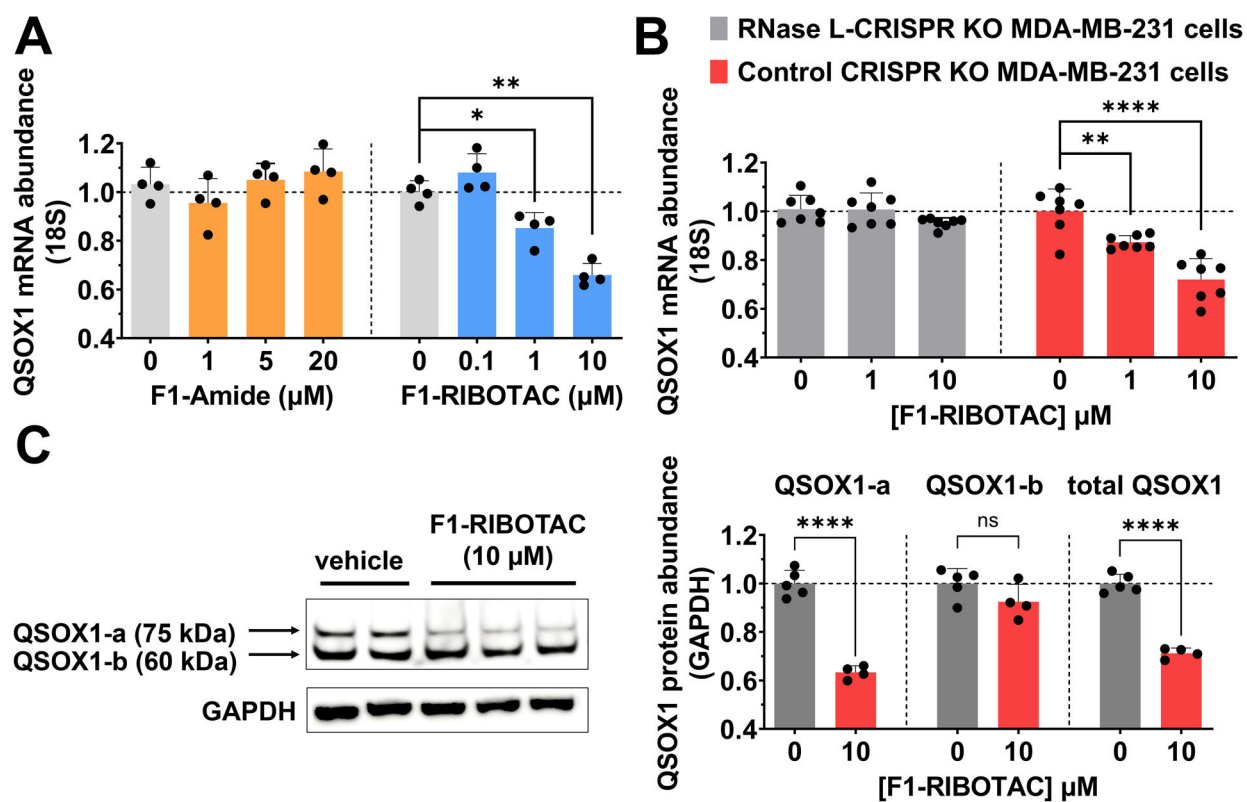 A
QSOX1 mRNA abundance
(18S)
1.2
1.0
0.8
0.6
0.4
*
**
0 1 5 20
F1-Amide (μM)
0 0.1 1 10
F1-RIBOTAC (μM)
B
RNase L-CRISPR KO MDA-MB-231 cells
Control CRISPR KO MDA-MB-231 cells
QSOX1 mRNA abundance
(18S)
1.2
1.0
0.8
0.6
0.4
**
****
0 1 10
0 1 10
[F1-RIBOTAC] μM
C
vehicle
F1-RIBOTAC
(10 μM)
QSOX1-a (75 kDa)
QSOX1-b (60 kDa)
GAPDH
QSOX1 protein abundance
(GAPDH)
1.2
1.0
0.8
0.6
0.4
QSOX1-a QSOX1-b total QSOX1
**** ns ****
0 10 0 10 0 10
[F1-RIBOTAC] μM